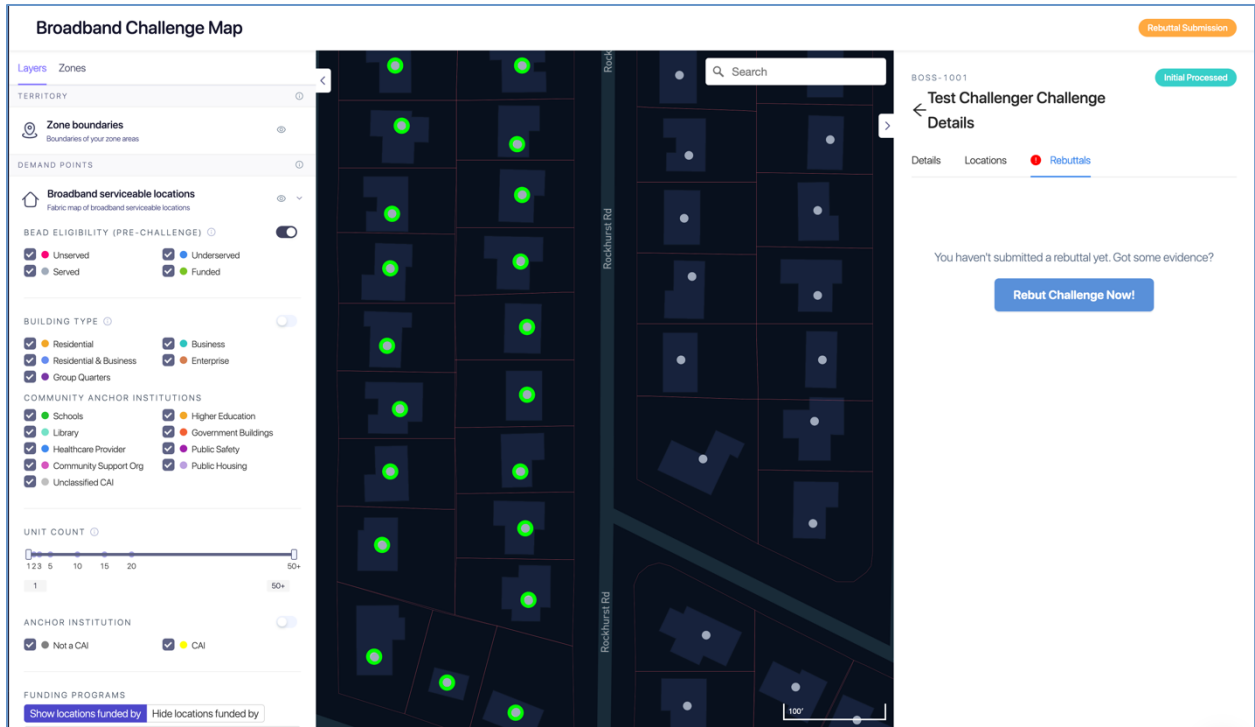 Broadband Challenge Map
Rebuttal Submission
Layers Zones
TERRITORY
Zone boundaries
Boundaries of your zone areas
DEMAND POINTS
Broadband serviceable locations
Fabric map of broadband serviceable locations
BEAD ELIGIBILITY (PRE-CHALLENGE)
Unserved Underserved
Served Funded
BUILDING TYPE
Residential Business
Residential & Business Enterprise
Group Quarters
COMMUNITY ANCHOR INSTITUTIONS
Schools Higher Education
Library Government Buildings
Healthcare Provider Public Safety
Community Support Org Public Housing
Unclassified CAI
UNIT COUNT
1 2 3 5 10 15 20 50+
1 50+
ANCHOR INSTITUTION
Not a CAI CAI
FUNDING PROGRAMS
Show locations funded by Hide locations funded by
Rock
Search
Rockhurst Rd
Rockhurst Rd
100'
BOSS-1001
Initial Processed
Test Challenger Challenge
Details
Details Locations ! Rebuttals
You haven't submitted a rebuttal yet. Got some evidence?
Rebut Challenge Now!